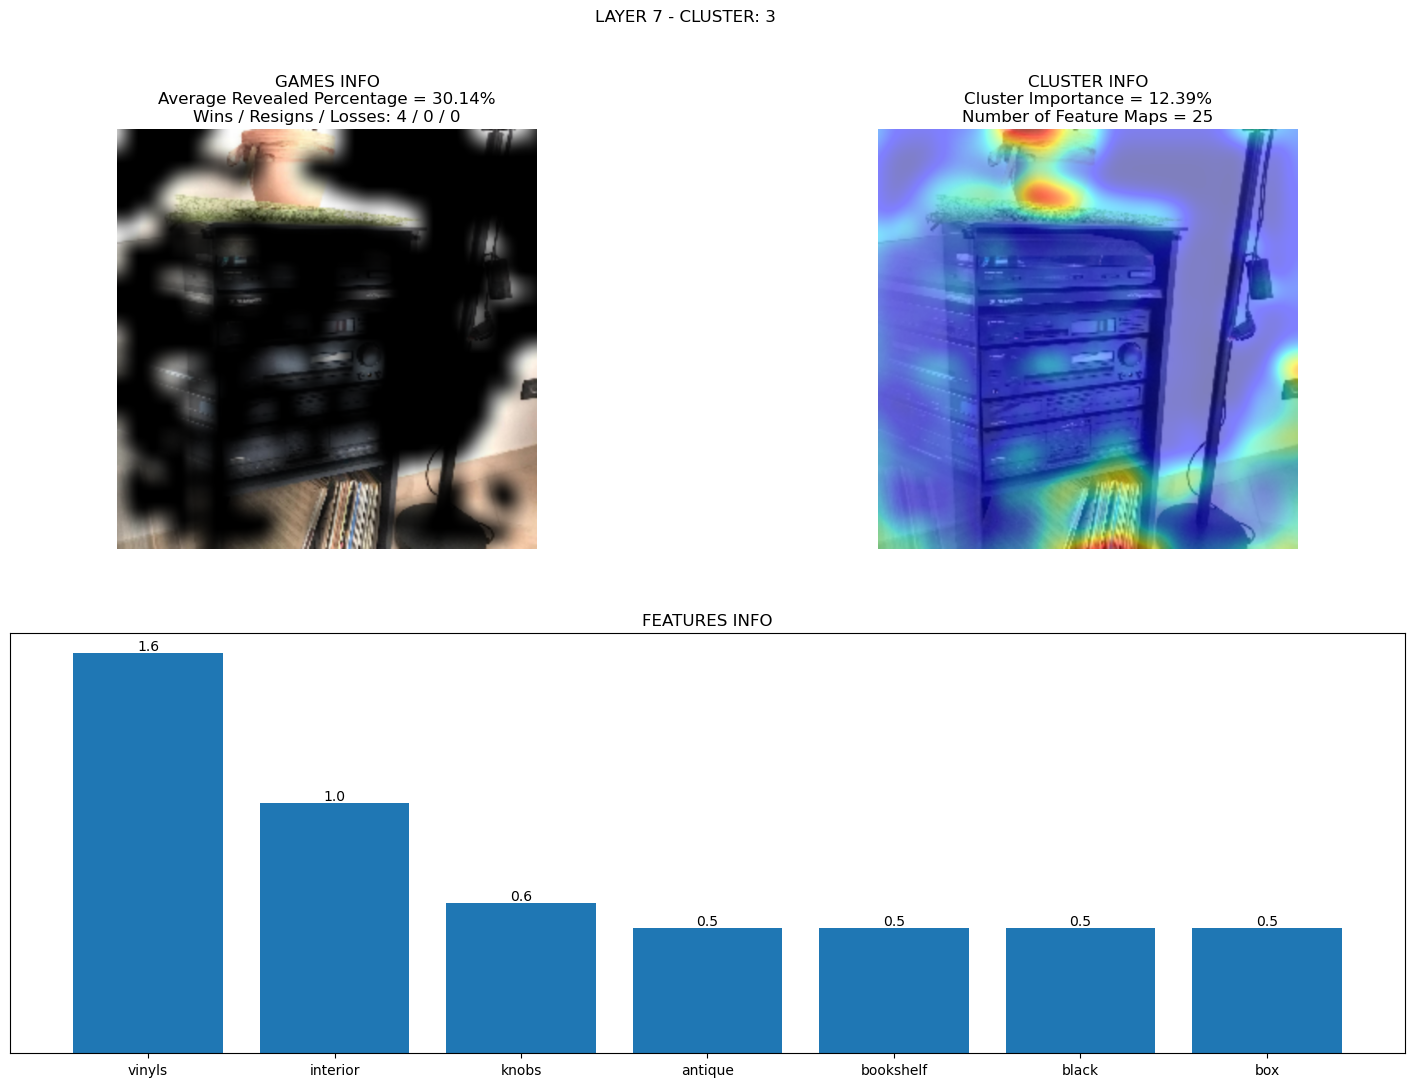 LAYER 7 - CLUSTER: 3
GAMES INFO
Average Revealed Percentage = 30.14%
Wins / Resigns / Losses: 4 / 0 / 0
CLUSTER INFO
Cluster Importance = 12.39%
Number of Feature Maps = 25
FEATURES INFO
1.6
1.0
0.6
0.5
0.5
0.5
0.5
vinyls
interior
knobs
antique
bookshelf
black
box